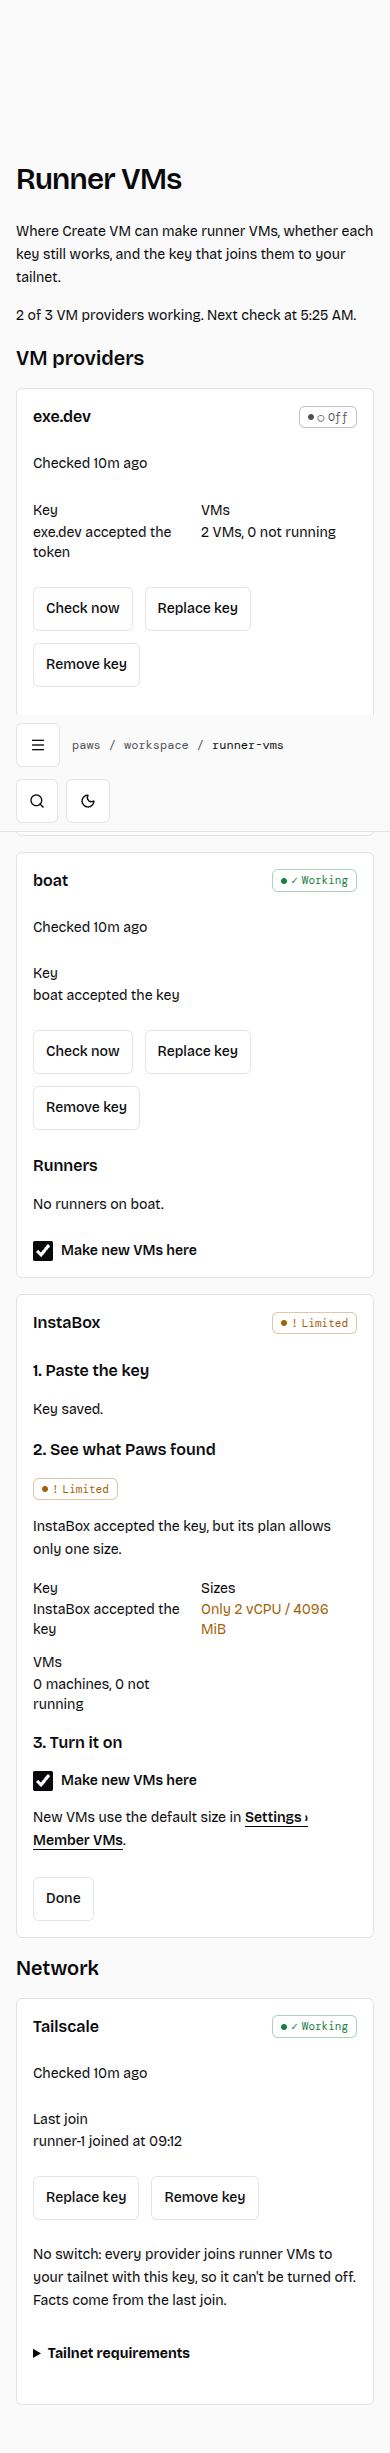 Runner VMs
Where Create VM can make runner VMs, whether each
key still works, and the key that joins them to your
tailnet.
2 of 3 VM providers working. Next check at 5:25 AM.
VM providers
exe.dev
○ Off
Checked 10m ago
Key
exe.dev accepted the
token
VMs
2 VMs, 0 not running
Check now
Replace key
Remove key
paws / workspace / runner-vms
boat
✓ Working
Checked 10m ago
Key
boat accepted the key
Check now
Replace key
Remove key
Runners
No runners on boat.
Make new VMs here
InstaBox
! Limited
1. Paste the key
Key saved.
2. See what Paws found
! Limited
InstaBox accepted the key, but its plan allows
only one size.
Key
InstaBox accepted the
key
Sizes
Only 2 vCPU / 4096
MiB
VMs
0 machines, 0 not
running
3. Turn it on
Make new VMs here
New VMs use the default size in Settings ›
Member VMs.
Done
Network
Tailscale
✓ Working
Checked 10m ago
Last join
runner-1 joined at 09:12
Replace key
Remove key
No switch: every provider joins runner VMs to
your tailnet with this key, so it can't be turned off.
Facts come from the last join.
Tailnet requirements